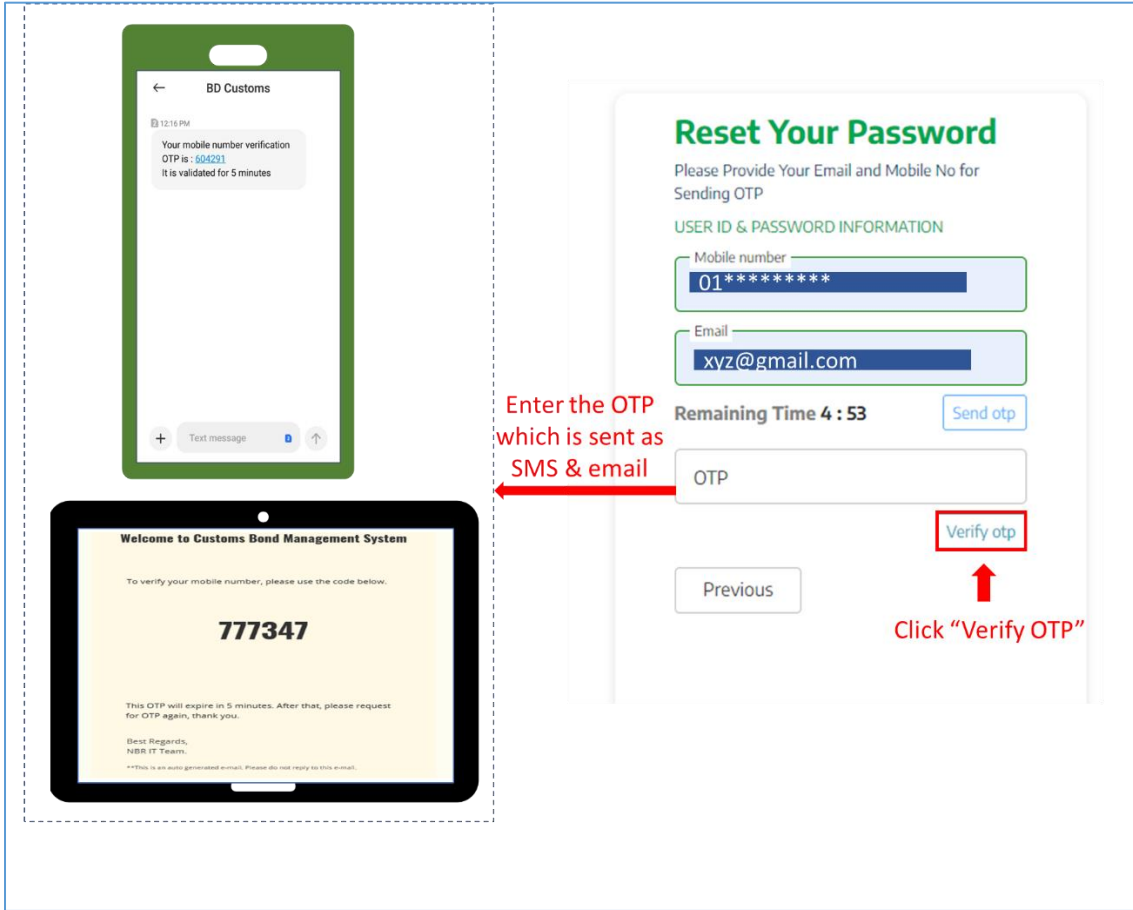 BD Customs
12:16 PM
Your mobile number verification
OTP is : 604291
It is validated for 5 minutes
Text message
Welcome to Customs Bond Management System
To verify your mobile number, please use the code below.
777347
This OTP will expire in 5 minutes. After that, please request
for OTP again, thank you.
Best Regards,
NBR IT Team.
**This is an auto generated e-mail. Please do not reply to this e-mail.
Enter the OTP
which is sent as
SMS & email
Reset Your Password
Please Provide Your Email and Mobile No for
Sending OTP
USER ID & PASSWORD INFORMATION
Mobile number
01*********
Email
xyz@gmail.com
Remaining Time 4 : 53
Send otp
OTP
Verify otp
Previous
Click “Verify OTP”